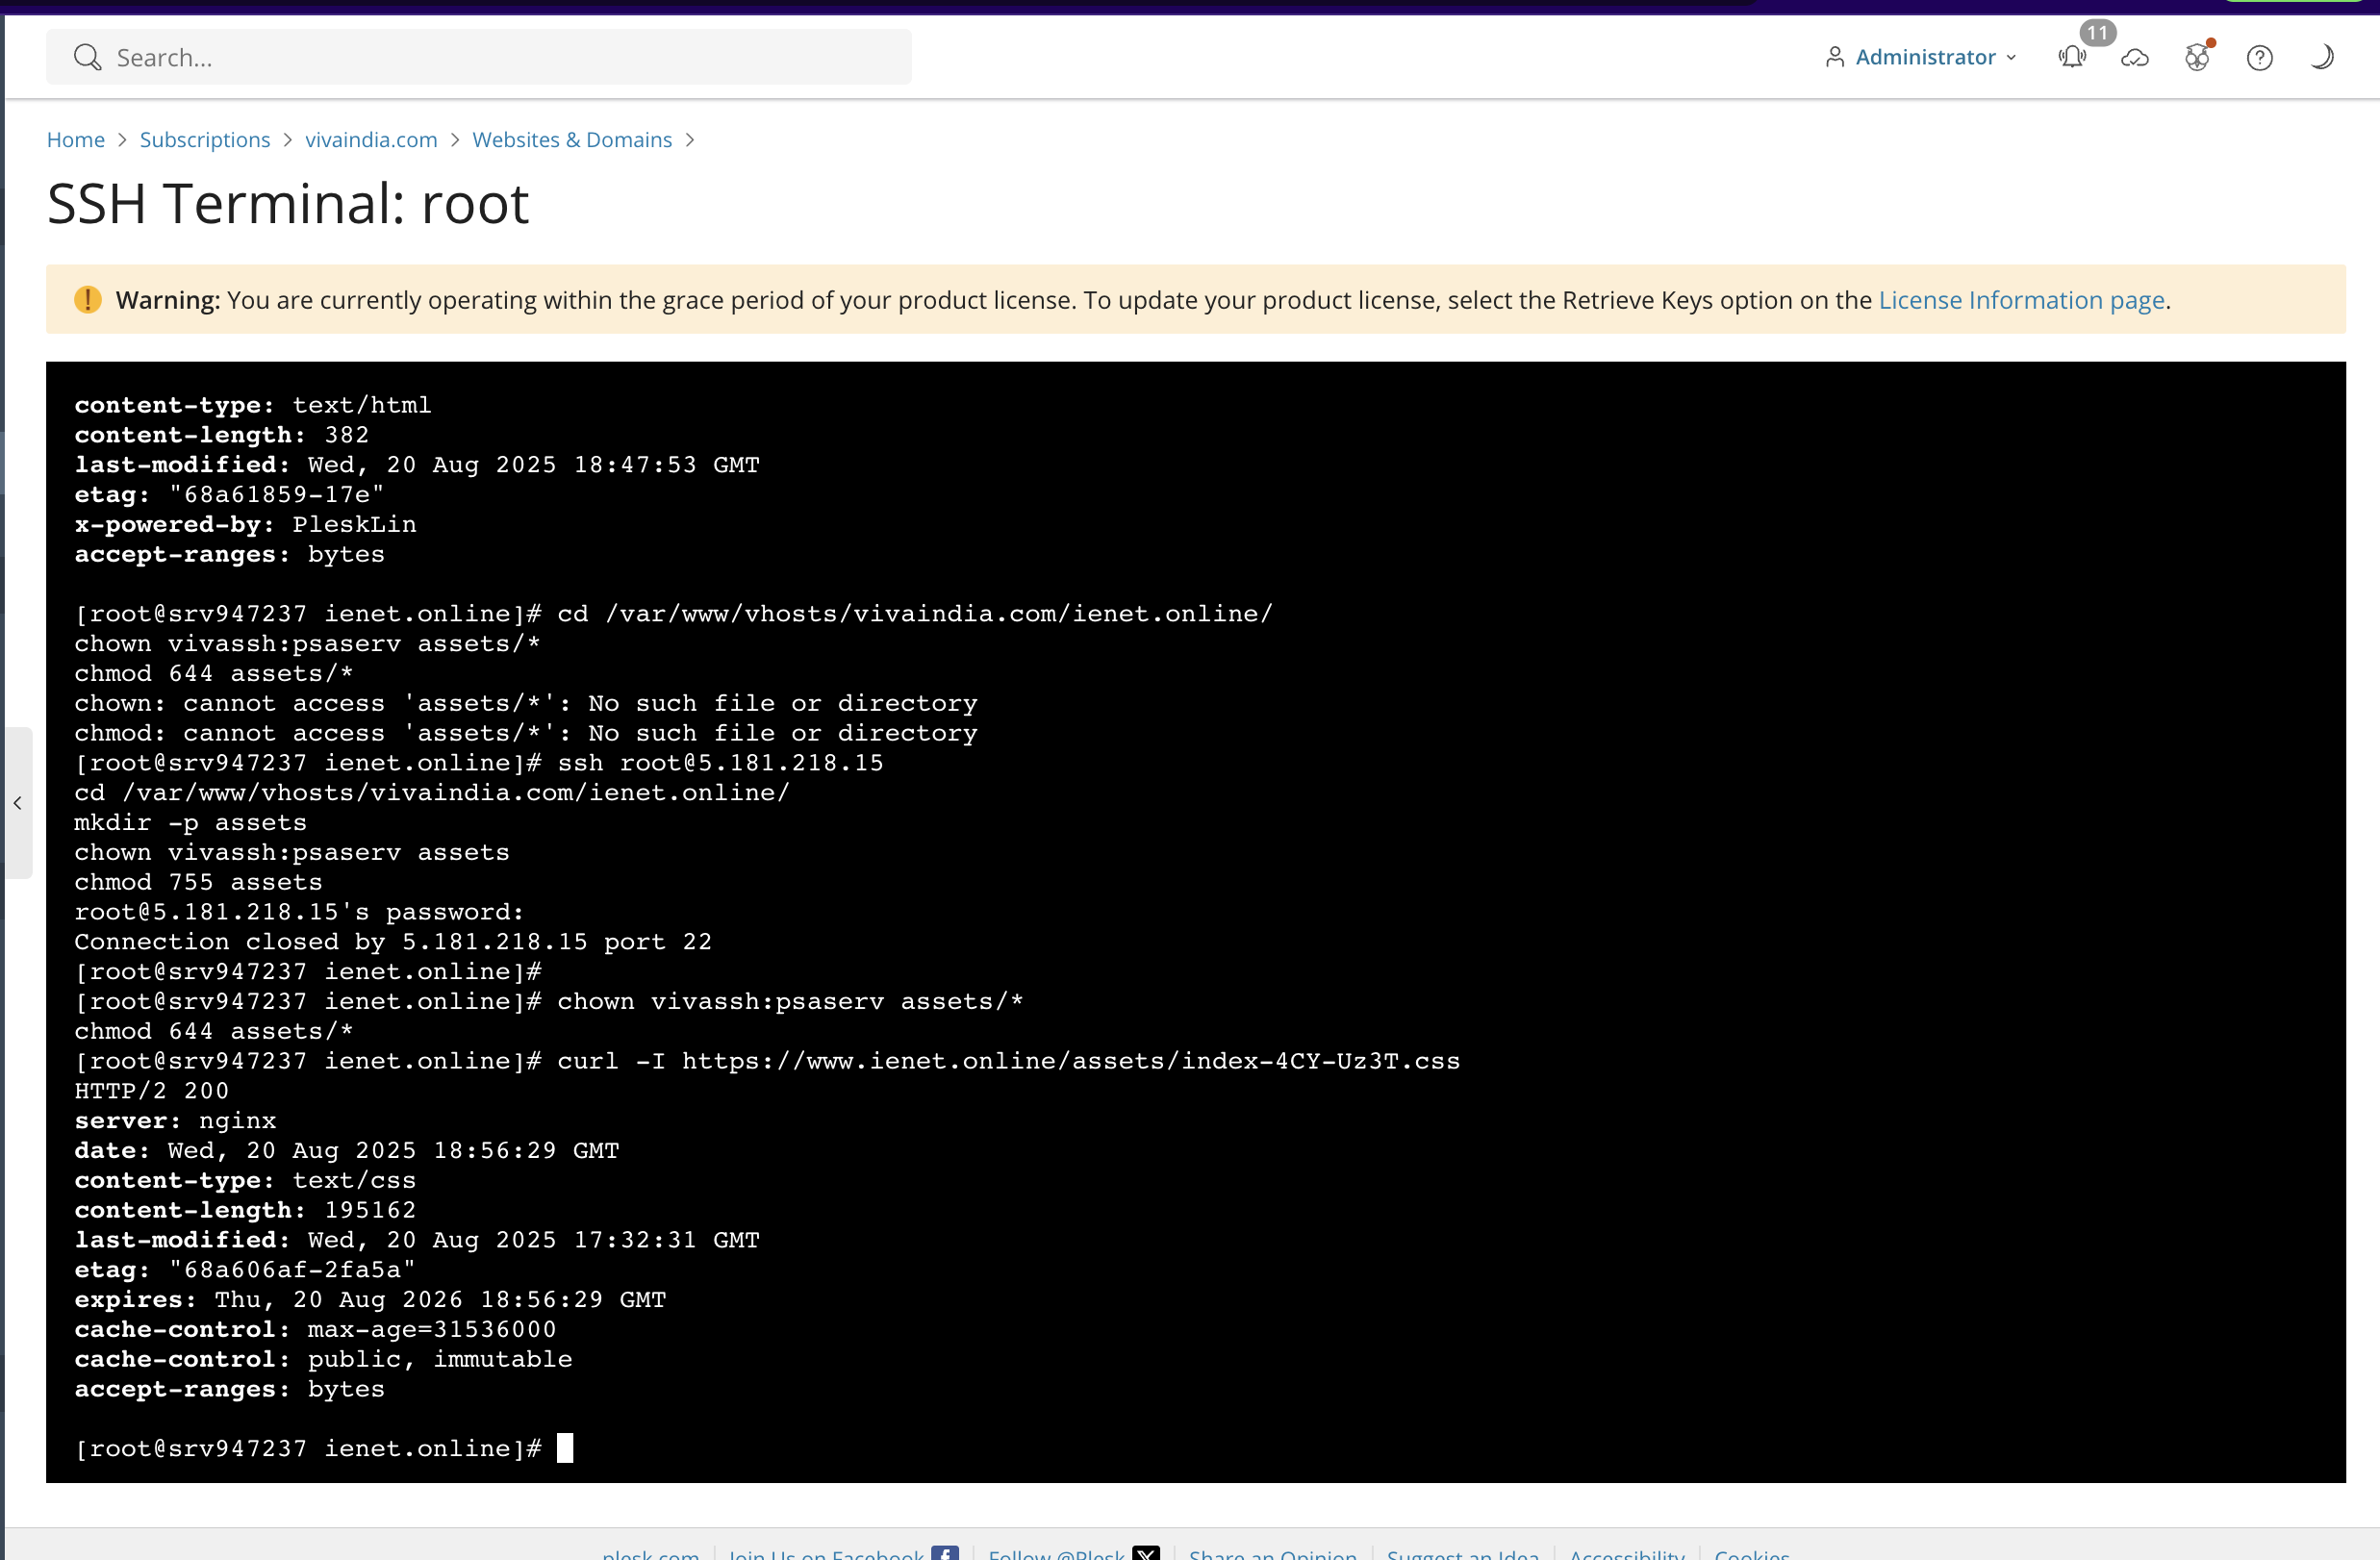 Search...
Administrator
11
Home > Subscriptions > vivaindia.com > Websites & Domains >
SSH Terminal: root
Warning: You are currently operating within the grace period of your product license. To update your product license, select the Retrieve Keys option on the License Information page.
content-type: text/html
content-length: 382
last-modified: Wed, 20 Aug 2025 18:47:53 GMT
etag: "68a61859-17e"
x-powered-by: PleskLin
accept-ranges: bytes
[root@srv947237 ienet.online]# cd /var/www/vhosts/vivaindia.com/ienet.online/
chown vivassh:psaserv assets/*
chmod 644 assets/*
chown: cannot access 'assets/*': No such file or directory
chmod: cannot access 'assets/*': No such file or directory
[root@srv947237 ienet.online]# ssh root@5.181.218.15
cd /var/www/vhosts/vivaindia.com/ienet.online/
mkdir -p assets
chown vivassh:psaserv assets
chmod 755 assets
root@5.181.218.15's password:
Connection closed by 5.181.218.15 port 22
[root@srv947237 ienet.online]#
[root@srv947237 ienet.online]# chown vivassh:psaserv assets/*
chmod 644 assets/*
[root@srv947237 ienet.online]# curl -I https://www.ienet.online/assets/index-4CY-Uz3T.css
HTTP/2 200
server: nginx
date: Wed, 20 Aug 2025 18:56:29 GMT
content-type: text/css
content-length: 195162
last-modified: Wed, 20 Aug 2025 17:32:31 GMT
etag: "68a606af-2fa5a"
expires: Thu, 20 Aug 2026 18:56:29 GMT
cache-control: max-age=31536000
cache-control: public, immutable
accept-ranges: bytes
[root@srv947237 ienet.online]#
plesk.com Join Us on Facebook Follow @Plesk Share an Opinion Suggest an Idea Accessibility Cookies